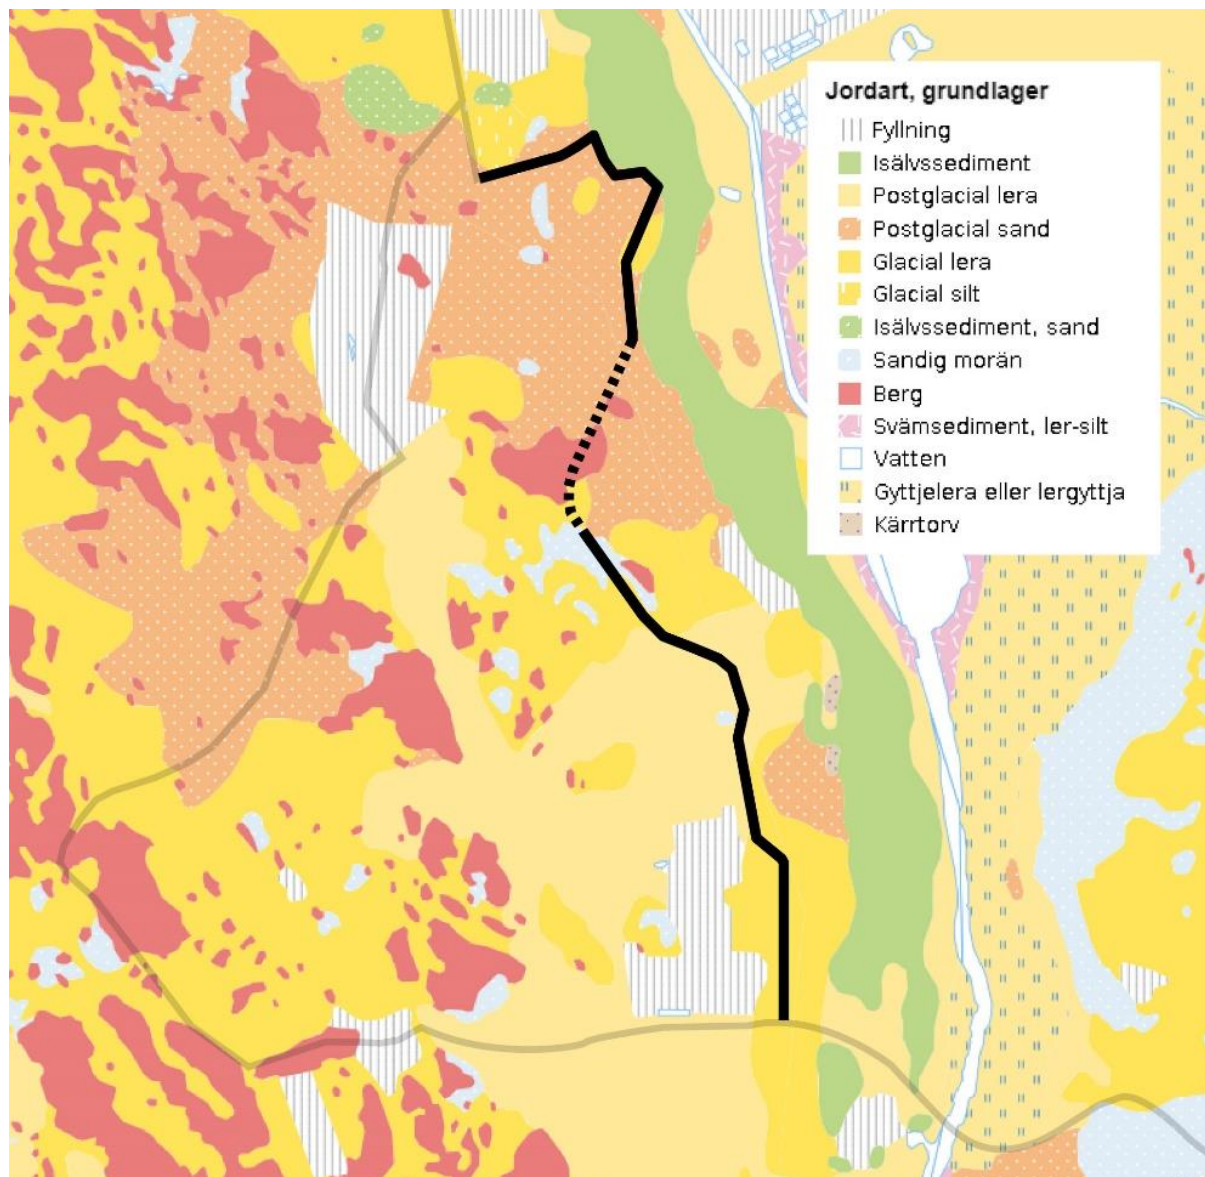 Jordart, grundlager
Fyllning
Isälvssediment
Postglacial lera
Postglacial sand
Glacial lera
Glacial silt
Isälvssediment, sand
Sandig morän
Berg
Svämsediment, ler-silt
Vatten
Gyttjelera eller lergyttja
Kärrtorv